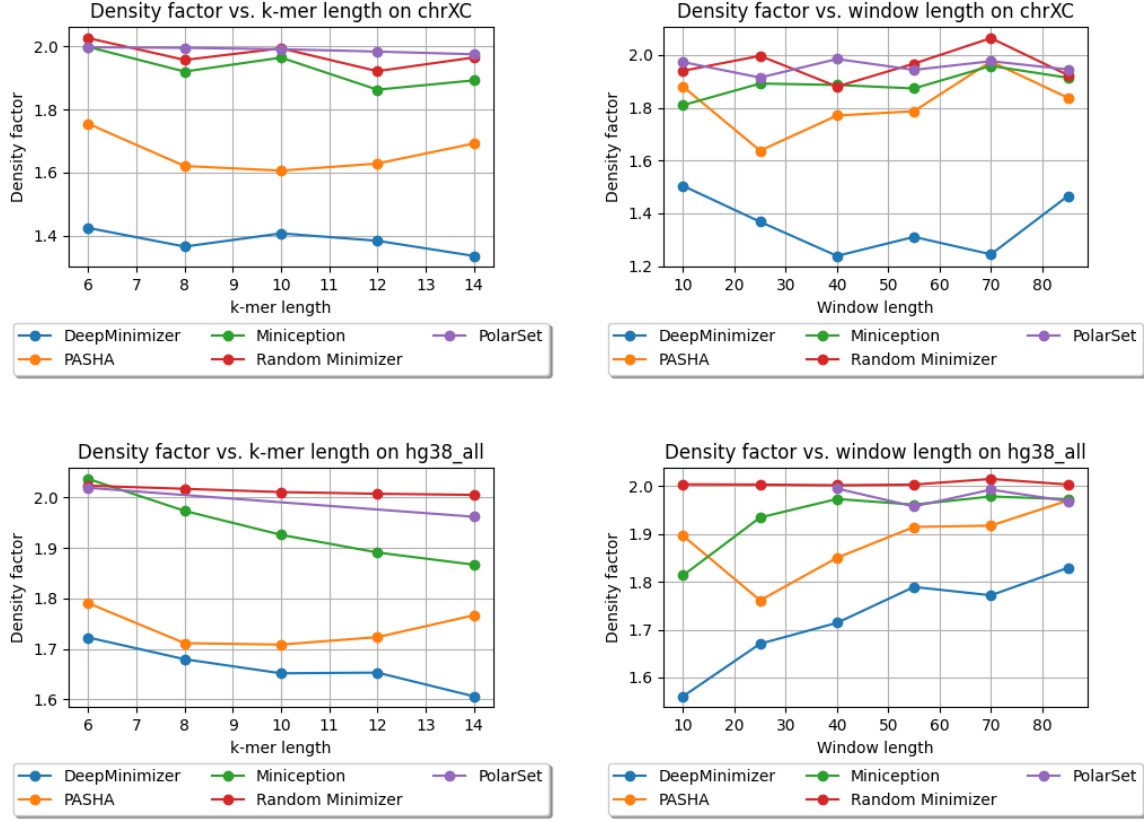 Density factor vs. k-mer length on chrXC
Density factor
2.0
1.8
1.6
1.4
6 7 8 9 10 11 12 13 14
k-mer length
DeepMinimizer Miniception PolarSet
PASHA Random Minimizer
Density factor vs. window length on chrXC
Density factor
2.0
1.8
1.6
1.4
1.2
10 20 30 40 50 60 70 80
Window length
DeepMinimizer Miniception PolarSet
PASHA Random Minimizer
Density factor vs. k-mer length on hg38_all
Density factor
2.0
1.9
1.8
1.7
1.6
6 7 8 9 10 11 12 13 14
k-mer length
DeepMinimizer Miniception PolarSet
PASHA Random Minimizer
Density factor vs. window length on hg38_all
Density factor
2.0
1.9
1.8
1.7
1.6
10 20 30 40 50 60 70 80
Window length
DeepMinimizer Miniception PolarSet
PASHA Random Minimizer